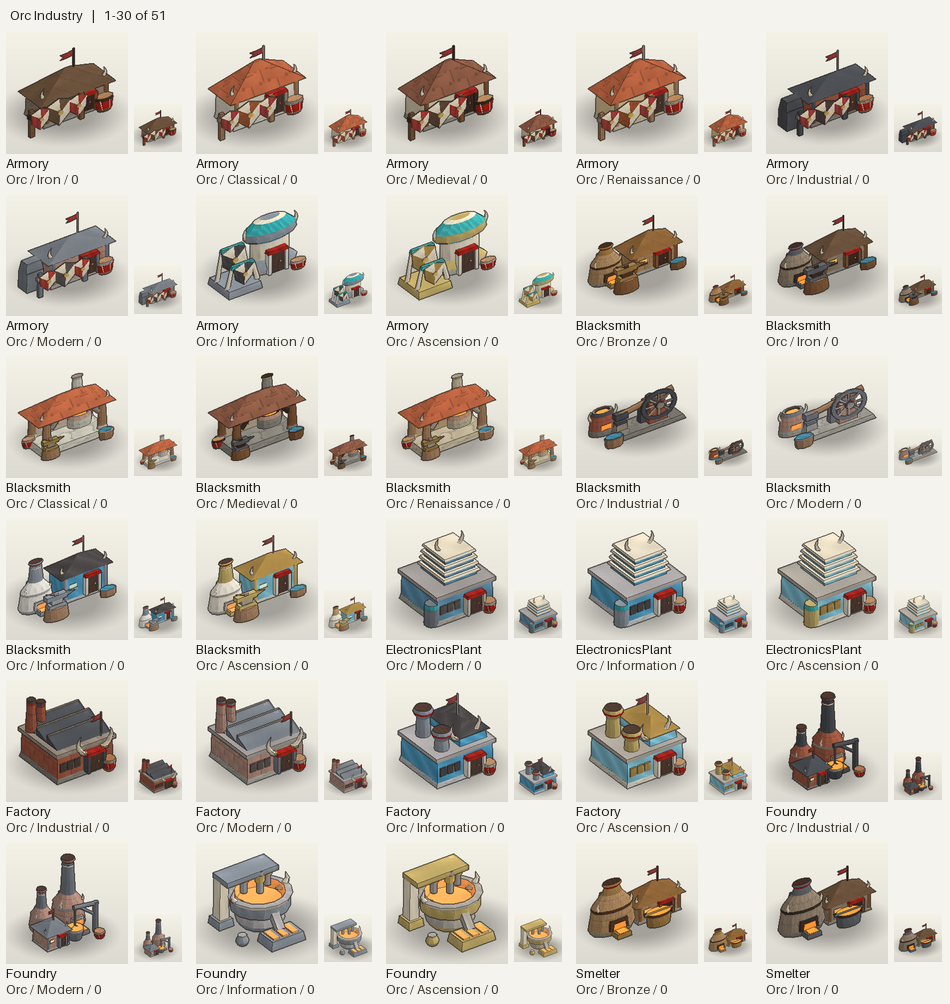 Orc Industry | 1-30 of 51
Armory
Orc / Iron / 0
Armory
Orc / Classical / 0
Armory
Orc / Medieval / 0
Armory
Orc / Renaissance / 0
Armory
Orc / Industrial / 0
Armory
Orc / Modern / 0
Armory
Orc / Information / 0
Armory
Orc / Ascension / 0
Blacksmith
Orc / Bronze / 0
Blacksmith
Orc / Iron / 0
Blacksmith
Orc / Classical / 0
Blacksmith
Orc / Medieval / 0
Blacksmith
Orc / Renaissance / 0
Blacksmith
Orc / Industrial / 0
Blacksmith
Orc / Modern / 0
Blacksmith
Orc / Information / 0
Blacksmith
Orc / Ascension / 0
ElectronicsPlant
Orc / Modern / 0
ElectronicsPlant
Orc / Information / 0
ElectronicsPlant
Orc / Ascension / 0
Factory
Orc / Industrial / 0
Factory
Orc / Modern / 0
Factory
Orc / Information / 0
Factory
Orc / Ascension / 0
Foundry
Orc / Industrial / 0
Foundry
Orc / Modern / 0
Foundry
Orc / Information / 0
Foundry
Orc / Ascension / 0
Smelter
Orc / Bronze / 0
Smelter
Orc / Iron / 0